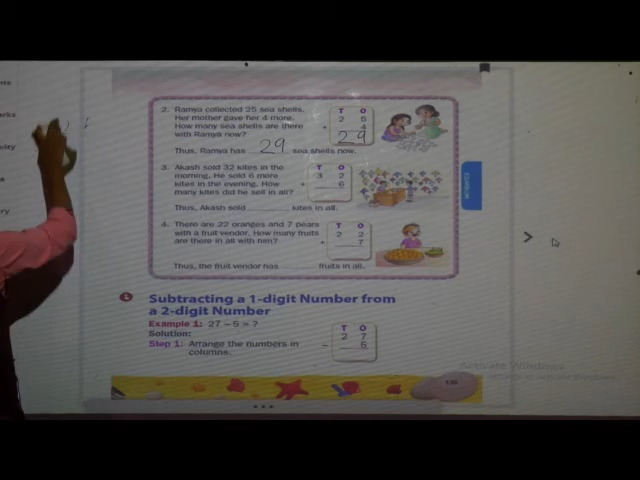 2. Ramya collected 25 sea shells.
Her mother gave her 4 more.
How many sea shells are there
with Ramya now?
T O
2 5
+ 4
2 9
Thus, Ramya has 29 sea shells now.
3. Akash sold 32 kites in the
morning. He sold 6 more
kites in the evening. How
many kites did he sell in all?
T O
3 2
+ 6
Thus, Akash sold ______ kites in all.
4. There are 22 oranges and 7 pears
with a fruit vendor. How many fruits
are there in all with him?
T O
2 2
+ 7
Thus, the fruit vendor has ______ fruits in all.
Subtracting a 1-digit Number from
a 2-digit Number
Example 1: 27 – 5 = ?
Solution:
Step 1: Arrange the numbers in
columns.
T O
2 7
– 5
Activate Windows